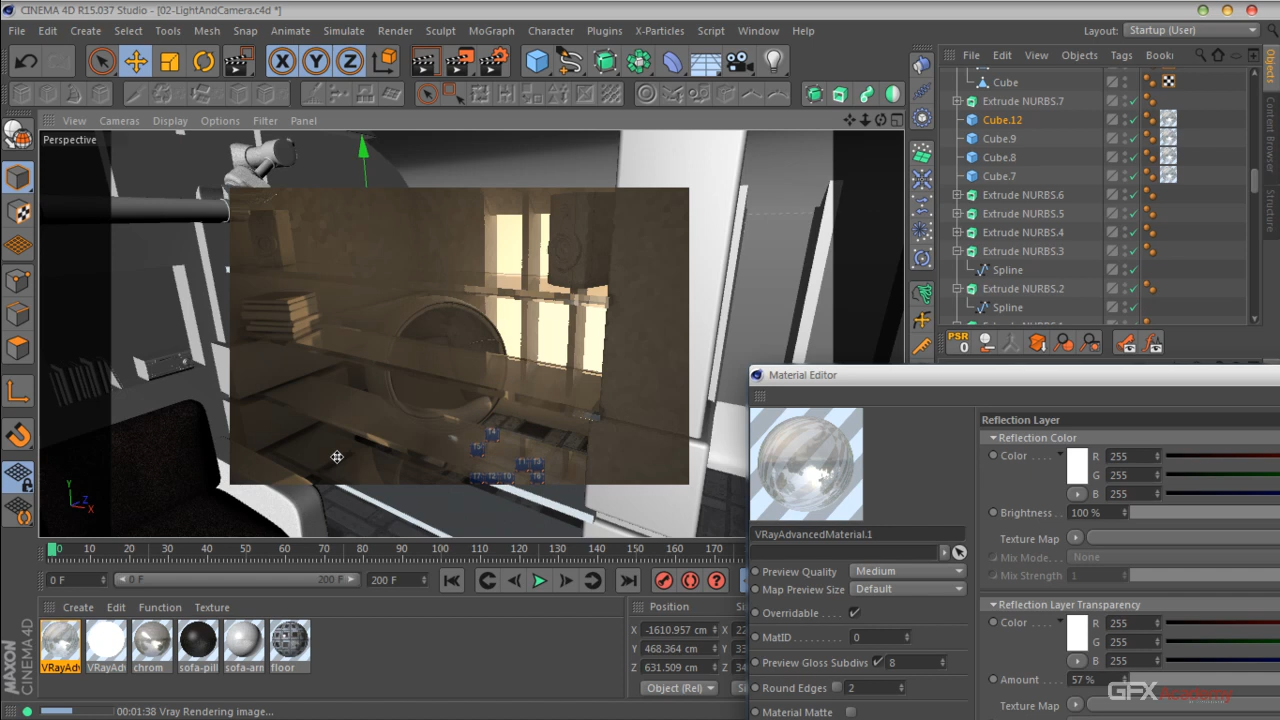 CINEMA 4D R15.037 Studio - [02-LightAndCamera.c4d *]
File Edit Create Select Tools Mesh Snap Animate Simulate Render Sculpt MoGraph Character Plugins X-Particles Script Window Help Layout: Startup (User)
X Y Z
File Edit View Objects Tags Booki
View Cameras Display Options Filter Panel
Perspective
Cube
Extrude NURBS.7
Cube.12
Cube.9
Cube.8
Cube.7
Extrude NURBS.6
Extrude NURBS.5
Extrude NURBS.4
Extrude NURBS.3
Spline
Extrude NURBS.2
Spline
Objects
Content Browser
Structure
PSR
0
Material Editor
Reflection Layer
Reflection Color
Color R 255
G 255
B 255
Brightness 100 %
Texture Map
Mix Mode None
Mix Strength 1
Reflection Layer Transparency
Color R 255
G 255
B 255
Amount 57 %
Texture Map
VRayAdvancedMaterial.1
Preview Quality Medium
Map Preview Size Default
Overridable
MatID 0
Preview Gloss Subdivs 8
Round Edges 2
Material Matte
Y Z X
0 10 20 30 40 50 60 70 80 90 100 110 120 130 140 150 160 170
0 F 0 F 200 F 200 F
Create Edit Function Texture
VRayAdv VRayAdv chrom sofa-pill sofa-arm floor
Position
X -1610.957 cm
Y 468.364 cm
Z 631.509 cm
Object (Rel)
MAXON
CINEMA 4D
00:01:38 Vray Rendering image...
GFX Academy